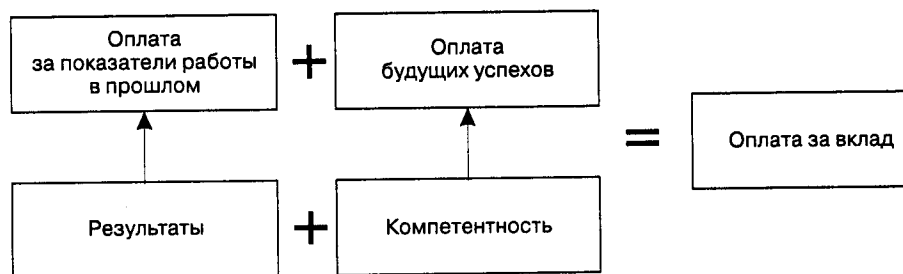 Оплата
за показатели работы
в прошлом
+
Оплата
будущих успехов
=
Оплата за вклад
Результаты
+
Компетентность